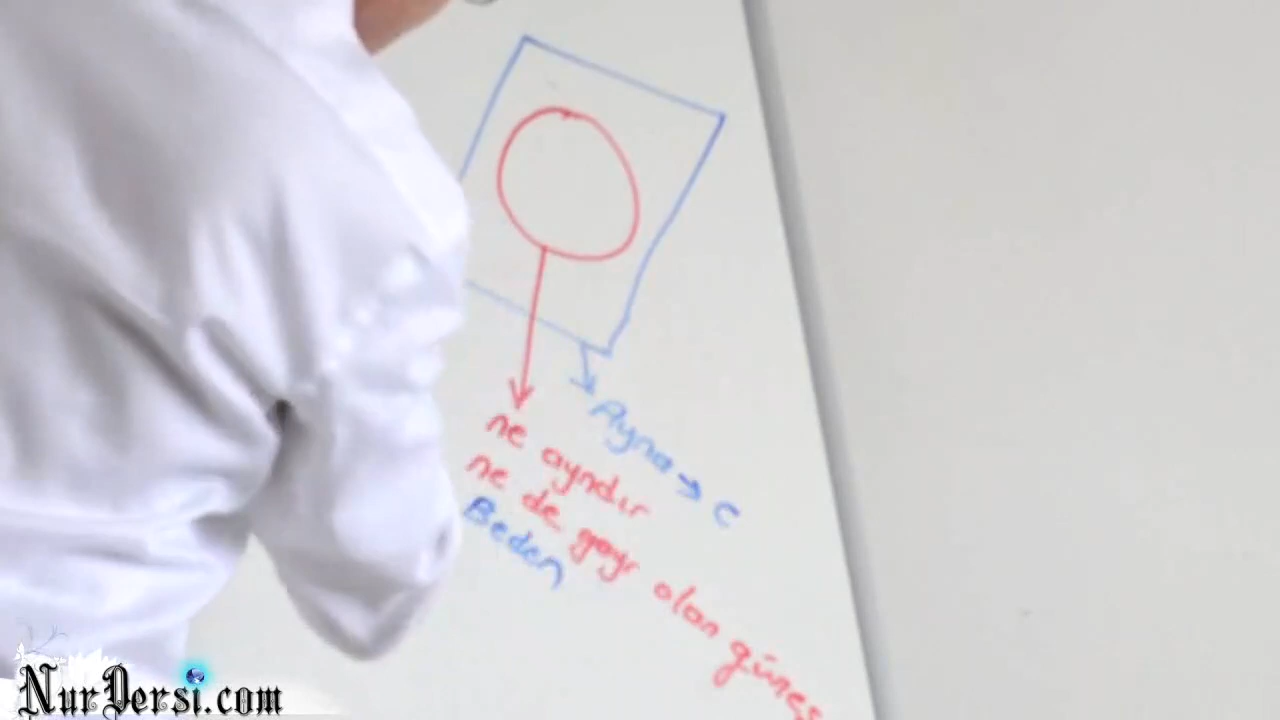 Ayna → c
ne ayndır
ne de gayr olan güneş
Beden
NurDersi.com